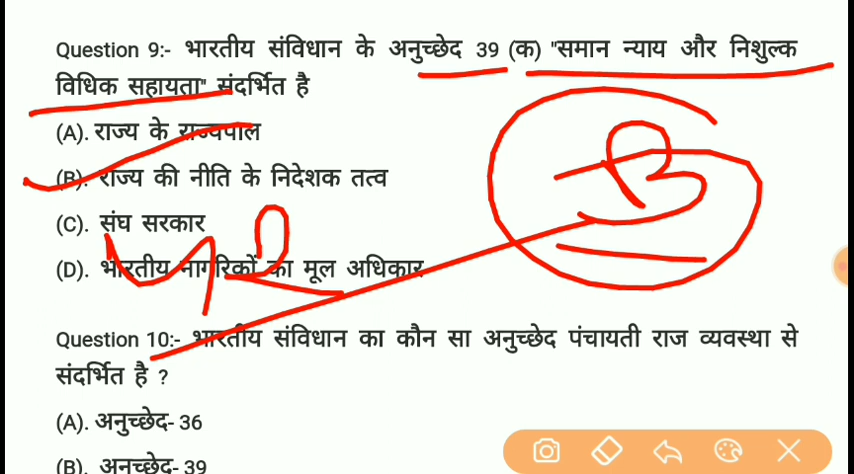 Question 9:- भारतीय संविधान के अनुच्छेद 39 (क) "समान न्याय और निशुल्क
विधिक सहायता" संदर्भित है
(A). राज्य के राज्यपाल
(B). राज्य की नीति के निदेशक तत्व
B
(C). संघ सरकार
(D). भारतीय नागरिकों का मूल अधिकार
Question 10:- भारतीय संविधान का कौन सा अनुच्छेद पंचायती राज व्यवस्था से
संदर्भित है ?
(A). अनुच्छेद- 36
(B). अनुच्छेद- 39